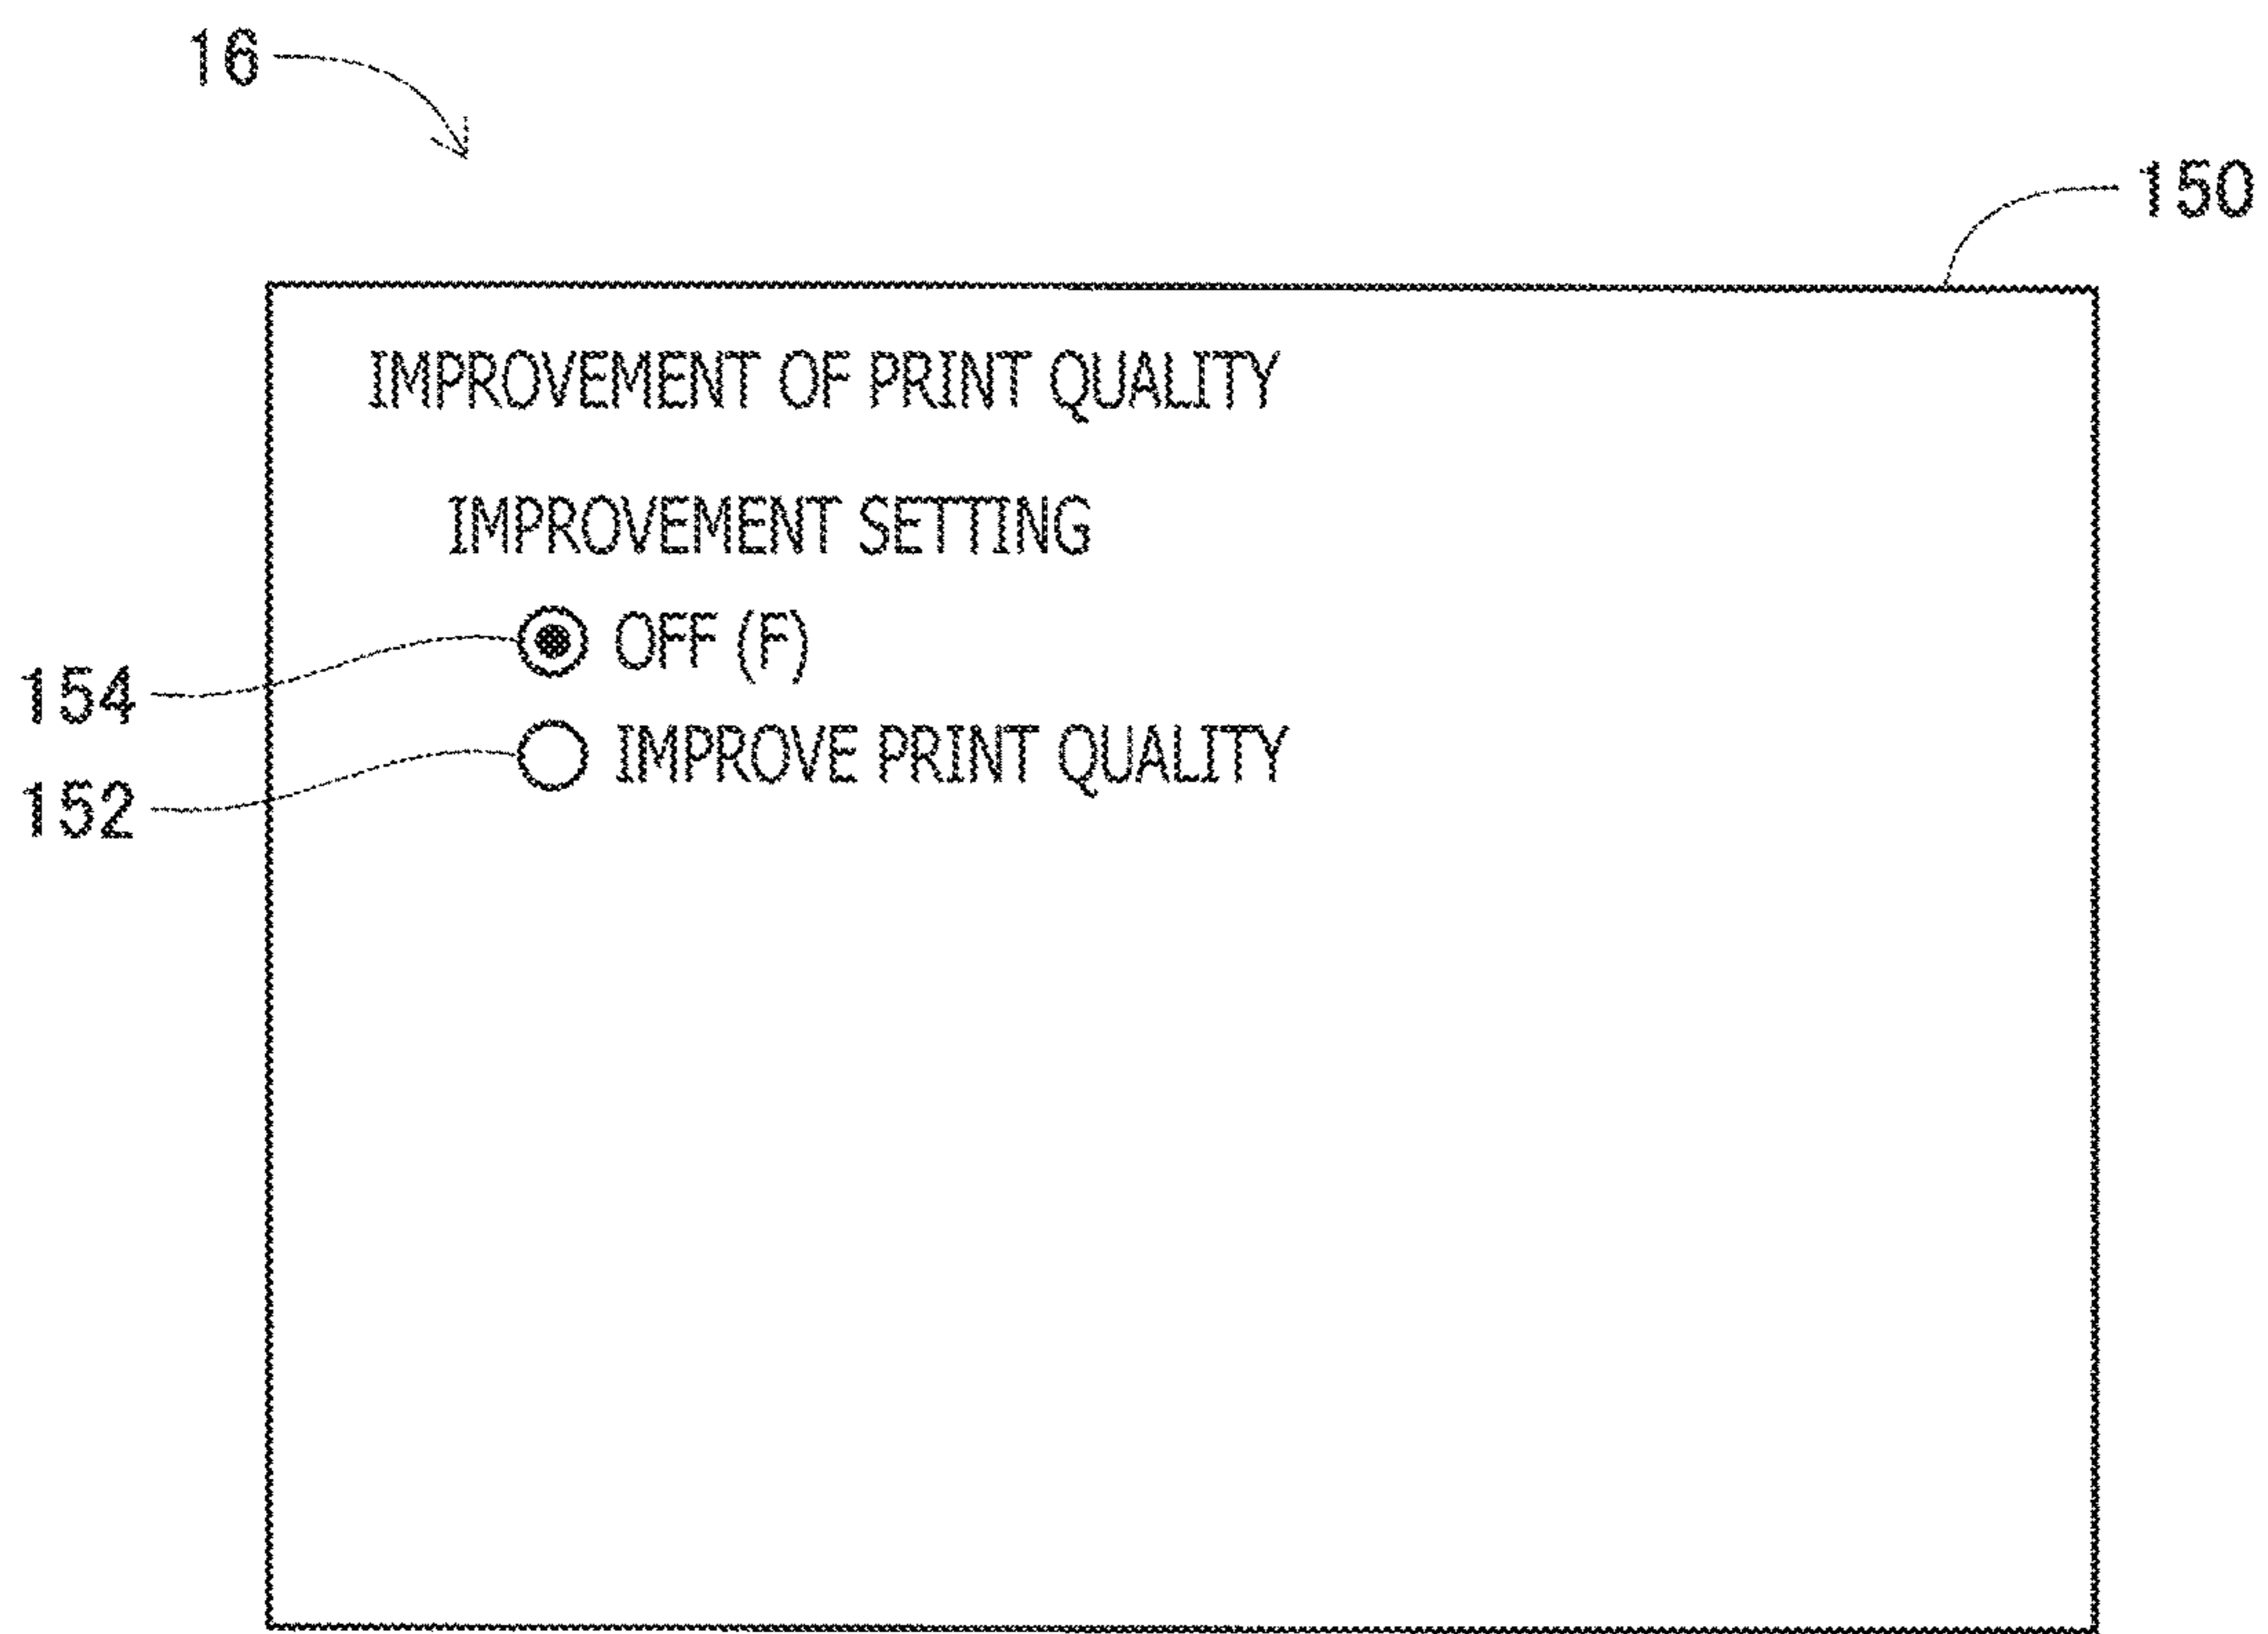 16
150
IMPROVEMENT OF PRINT QUALITY
IMPROVEMENT SETTING
OFF (F)
154
IMPROVE PRINT QUALITY
152